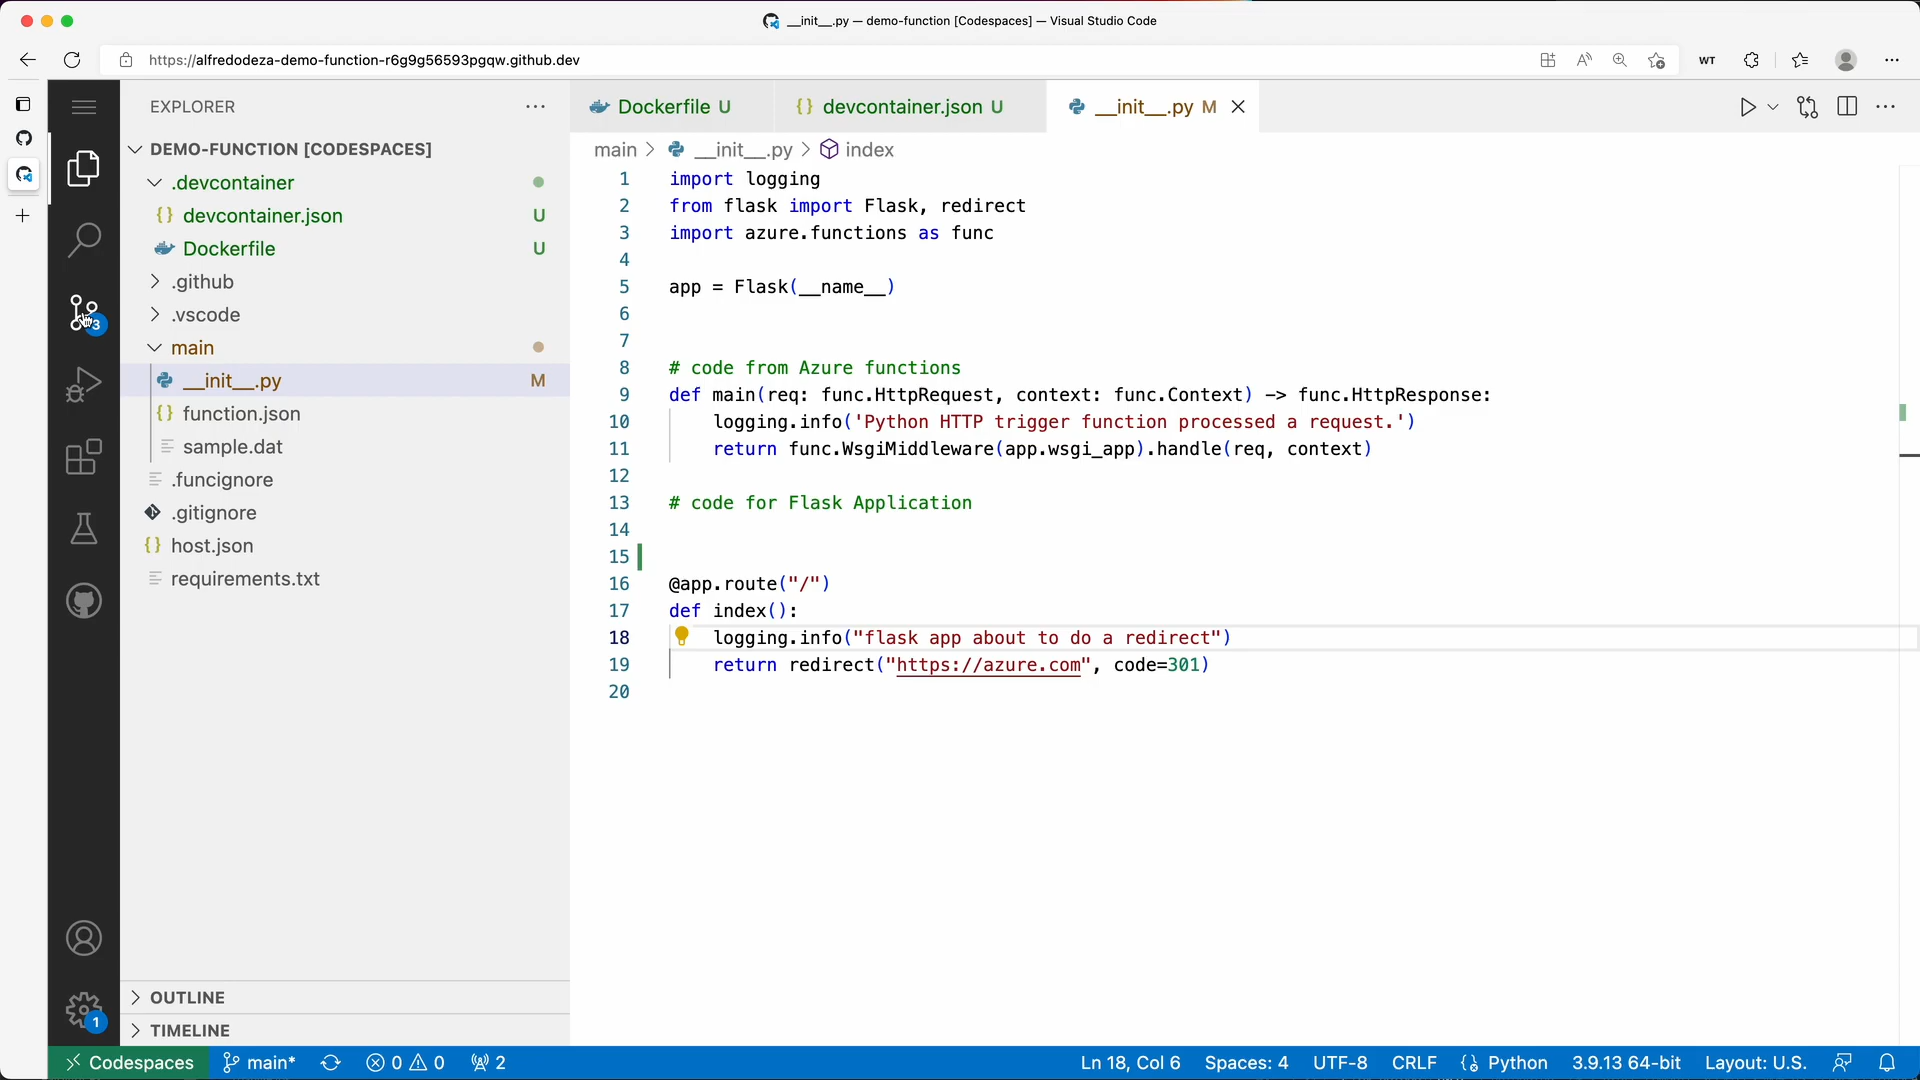 __init__.py — demo-function [Codespaces] — Visual Studio Code
https://alfredodeza-demo-function-r6g9g56593pgqw.github.dev
WT
EXPLORER
Dockerfile U
{} devcontainer.json U
__init__.py M
DEMO-FUNCTION [CODESPACES]
main > __init__.py > index
.devcontainer
{} devcontainer.json U
Dockerfile U
.github
.vscode
main
__init__.py M
{} function.json
sample.dat
.funcignore
.gitignore
{} host.json
requirements.txt
3
1 import logging
2 from flask import Flask, redirect
3 import azure.functions as func
4
5 app = Flask(__name__)
6
7
8 # code from Azure functions
9 def main(req: func.HttpRequest, context: func.Context) -> func.HttpResponse:
10 logging.info('Python HTTP trigger function processed a request.')
11 return func.WsgiMiddleware(app.wsgi_app).handle(req, context)
12
13 # code for Flask Application
14
15
16 @app.route("/")
17 def index():
18 logging.info("flask app about to do a redirect")
19 return redirect("https://azure.com", code=301)
20
OUTLINE
1
TIMELINE
Codespaces main* 0 0 2 Ln 18, Col 6 Spaces: 4 UTF-8 CRLF Python 3.9.13 64-bit Layout: U.S.